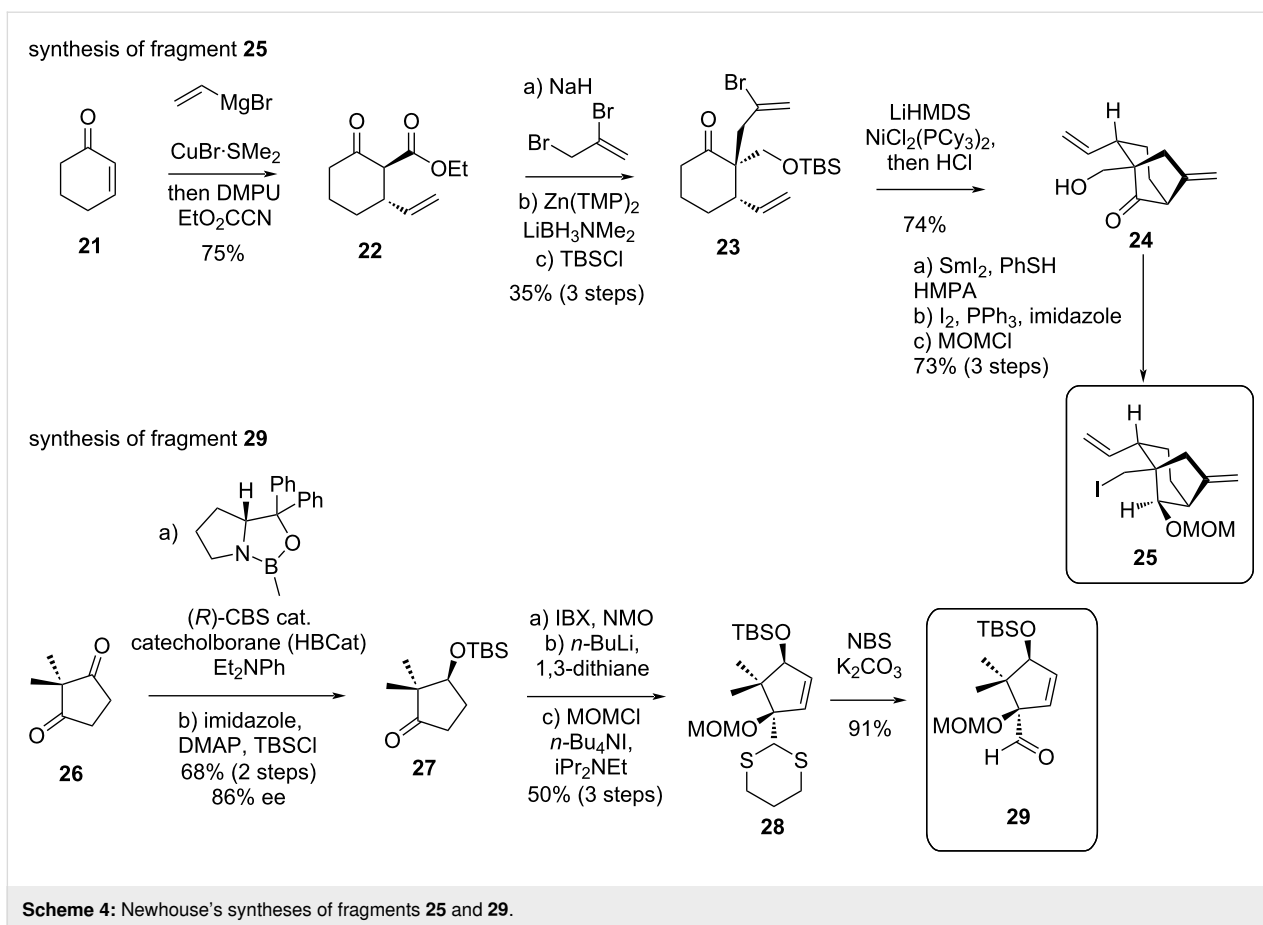 synthesis of fragment 25
O
21
MgBr
CuBr·SMe2
then DMPU
EtO2CCN
75%
O
O
OEt
22
a) NaH
Br
Br
b) Zn(TMP)2
LiBH3NMe2
c) TBSCl
35% (3 steps)
Br
O
OTBS
23
LiHMDS
NiCl2(PCy3)2,
then HCl
74%
H
HO
O
24
a) SmI2, PhSH
HMPA
b) I2, PPh3, imidazole
c) MOMCl
73% (3 steps)
H
I
H
OMOM
25
synthesis of fragment 29
a)
H
Ph
Ph
N
O
B
(R)-CBS cat.
catecholborane (HBCat)
Et2NPh
b) imidazole,
DMAP, TBSCl
68% (2 steps)
86% ee
O
O
26
OTBS
O
27
a) IBX, NMO
b) n-BuLi,
1,3-dithiane
c) MOMCl
n-Bu4NI,
iPr2NEt
50% (3 steps)
TBSO
MOMO
S
S
28
NBS
K2CO3
91%
TBSO
MOMO
H
O
29
Scheme 4: Newhouse's syntheses of fragments 25 and 29.